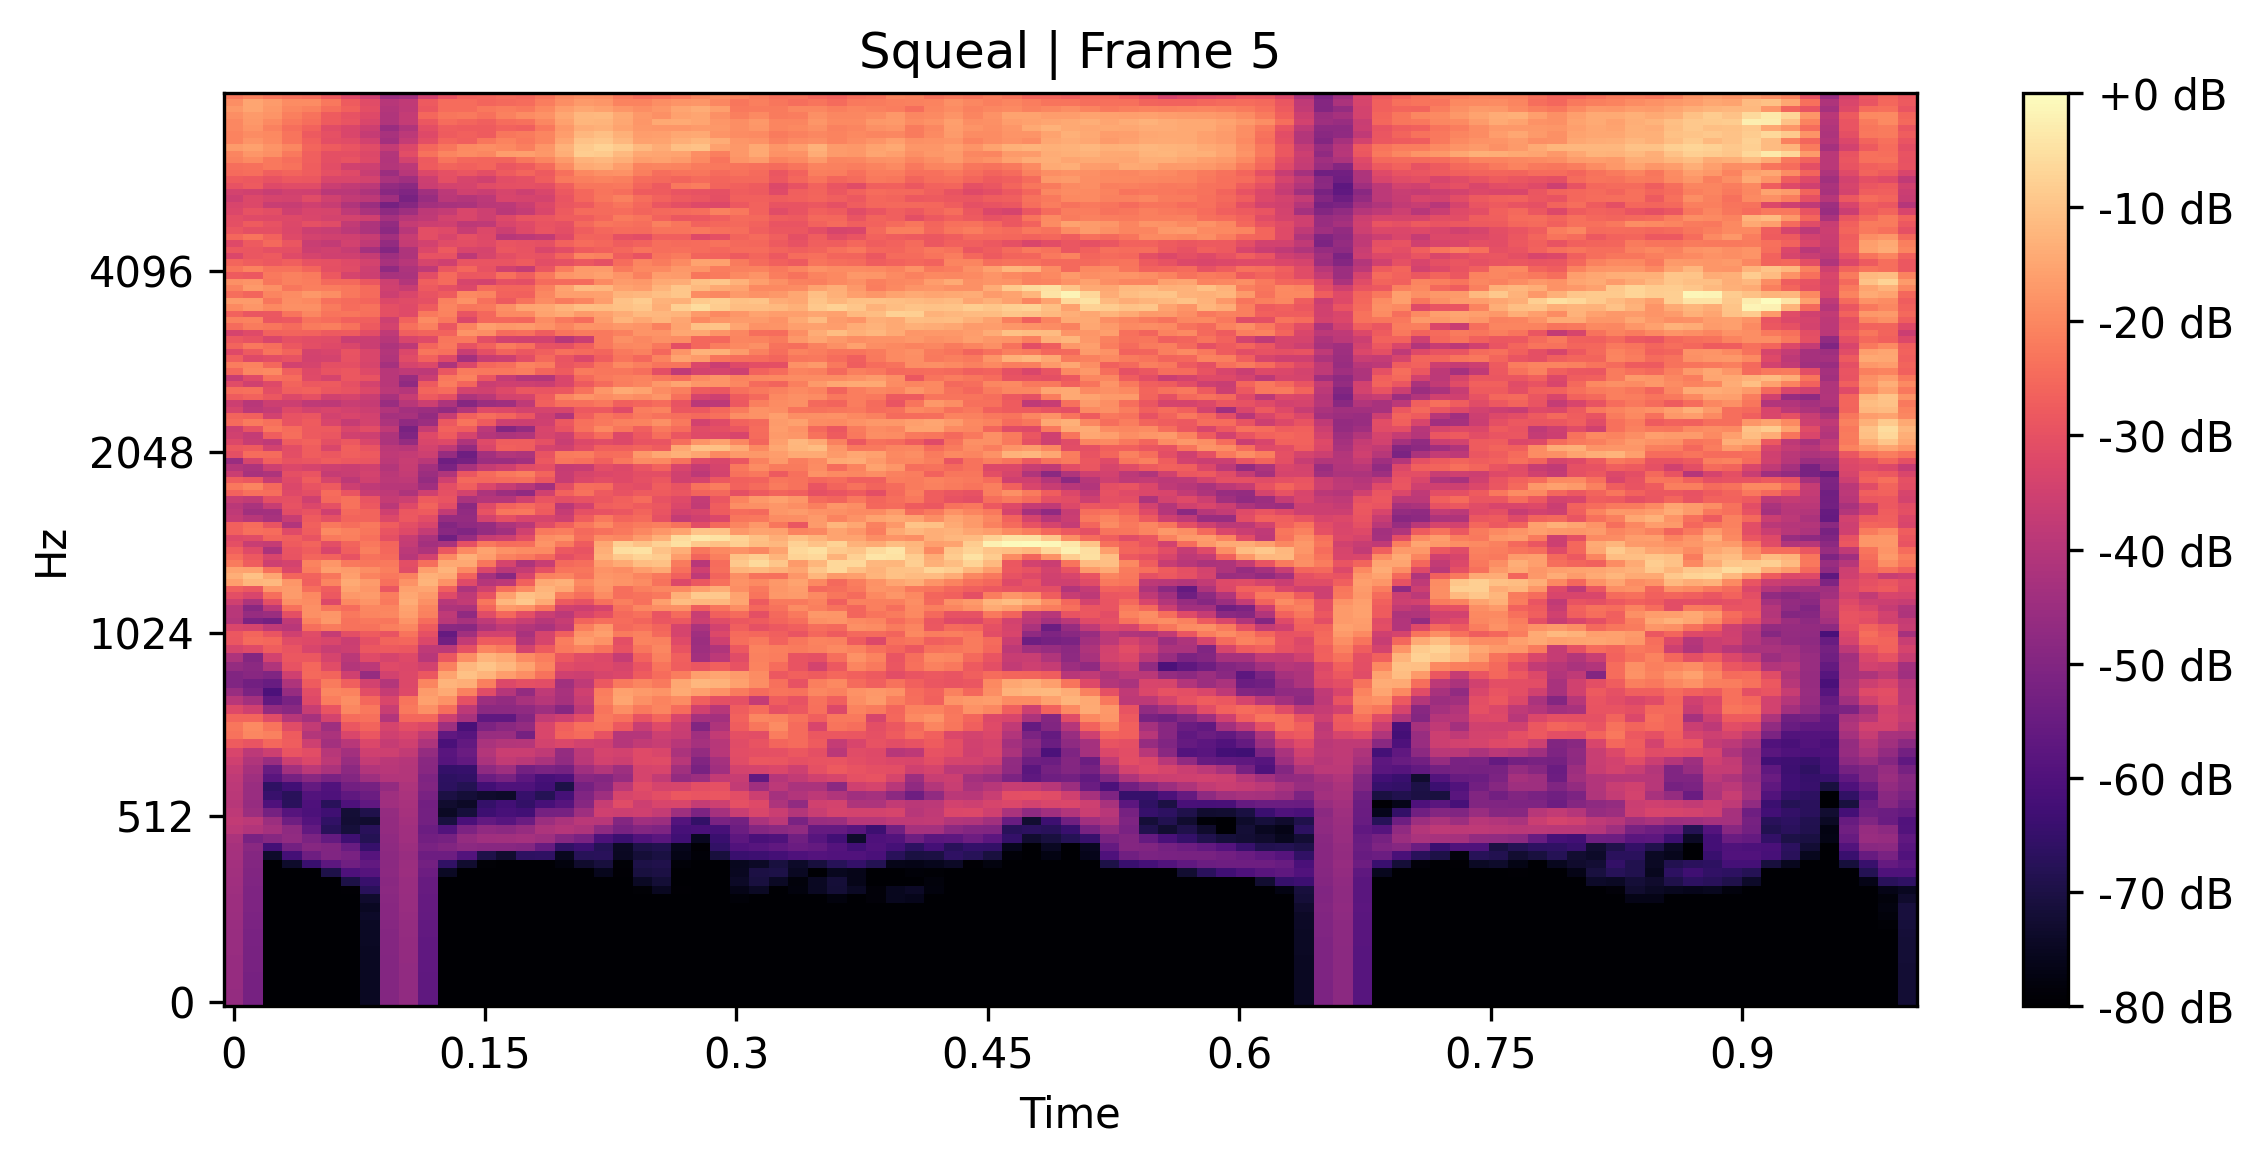 Squeal | Frame 5
+0 dB
-10 dB
-20 dB
-30 dB
-40 dB
-50 dB
-60 dB
-70 dB
-80 dB
Hz
4096
2048
1024
512
0
0 0.15 0.3 0.45 0.6 0.75 0.9
Time